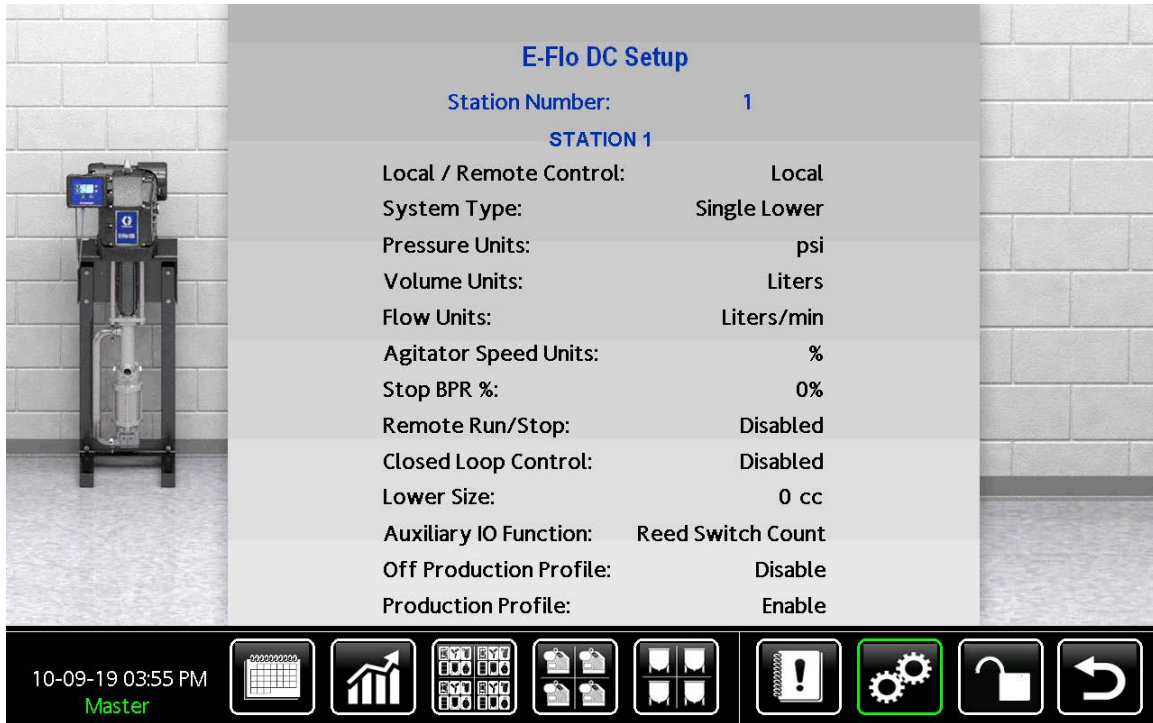 E-Flo DC Setup
Station Number: 1
STATION 1
Local / Remote Control: Local
System Type: Single Lower
Pressure Units: psi
Volume Units: Liters
Flow Units: Liters/min
Agitator Speed Units: %
Stop BPR %: 0%
Remote Run/Stop: Disabled
Closed Loop Control: Disabled
Lower Size: 0 cc
Auxiliary IO Function: Reed Switch Count
Off Production Profile: Disable
Production Profile: Enable
10-09-19 03:55 PM
Master